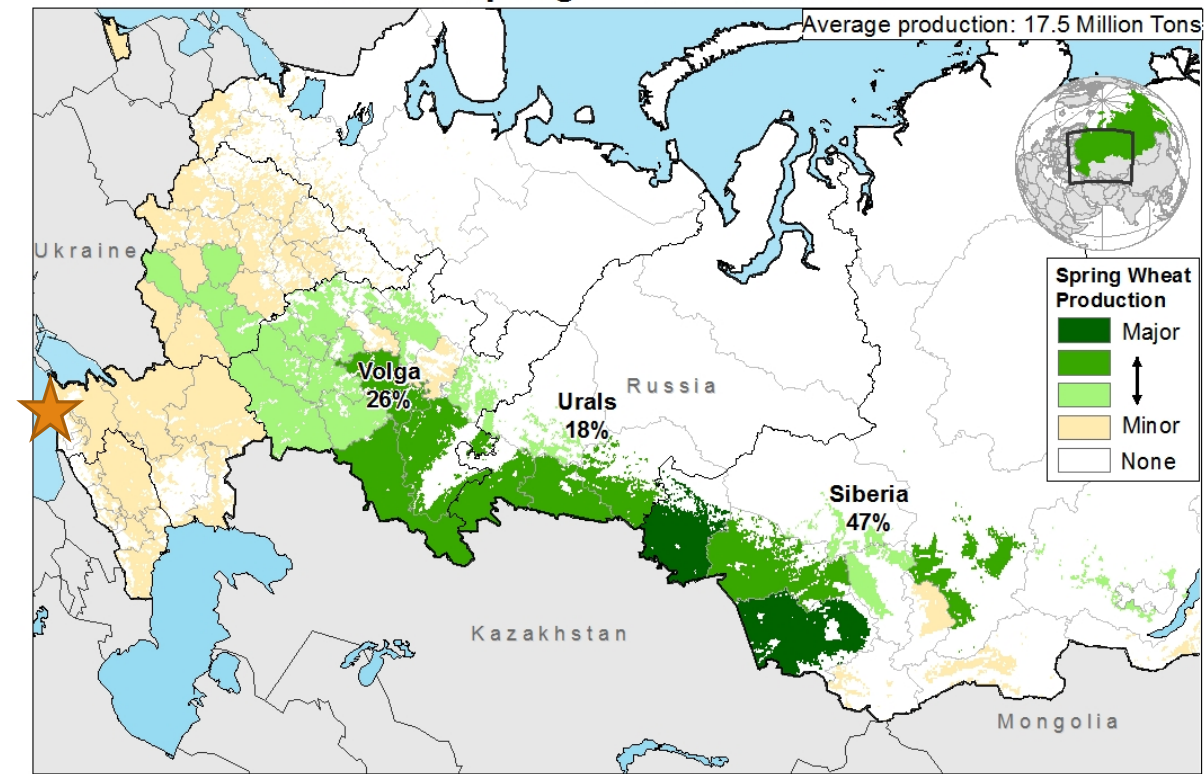 Average production: 17.5 Million Tons
Ukraine
Spring Wheat
Production
Major
Minor
None
Volga
26%
Russia
Urals
18%
Siberia
47%
Kazakhstan
Mongolia